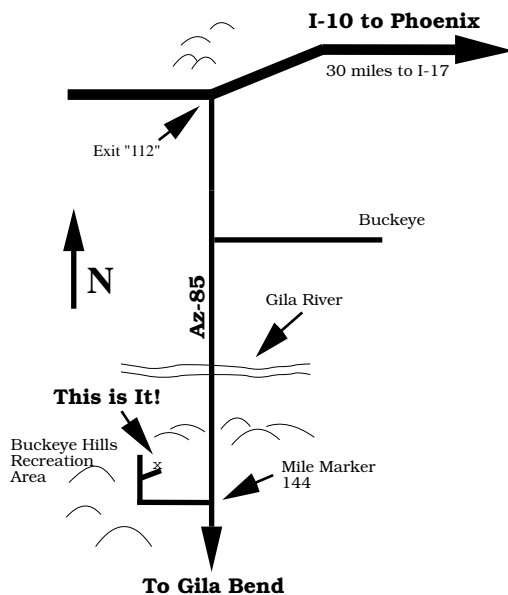 I-10 to Phoenix
30 miles to I-17
Exit "112"
Buckeye
N
Az-85
Gila River
This is It!
Buckeye Hills
Recreation
Area
x
Mile Marker
144
To Gila Bend